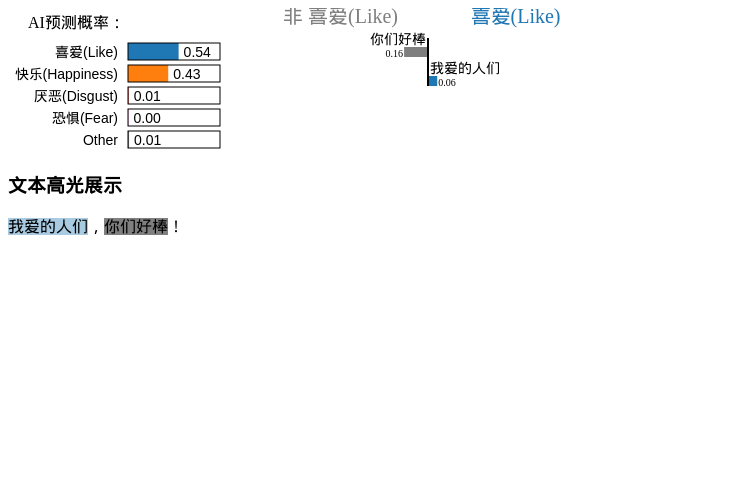 AI预测概率：
喜爱(Like) 0.54
快乐(Happiness) 0.43
厌恶(Disgust) 0.01
恐惧(Fear) 0.00
Other 0.01
非 喜爱(Like) 喜爱(Like)
你们好棒
0.16
我爱的人们
0.06
文本高光展示
我爱的人们，你们好棒！